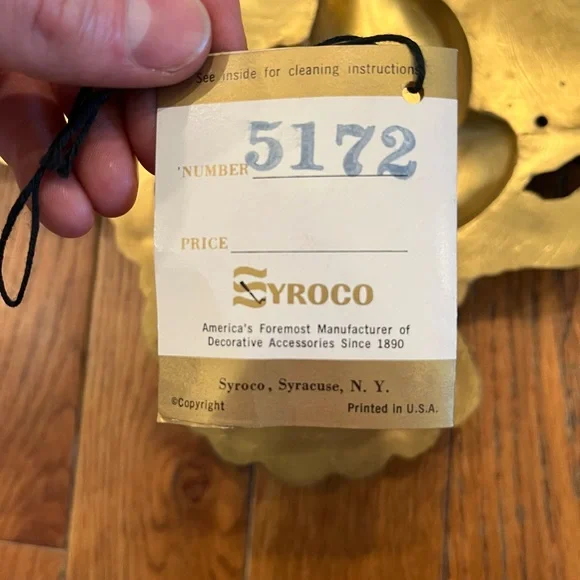 See inside for cleaning instructions
NUMBER 5172
PRICE
SYROCO
America's Foremost Manufacturer of
Decorative Accessories Since 1890
Syroco, Syracuse, N. Y.
©Copyright Printed in U.S.A.